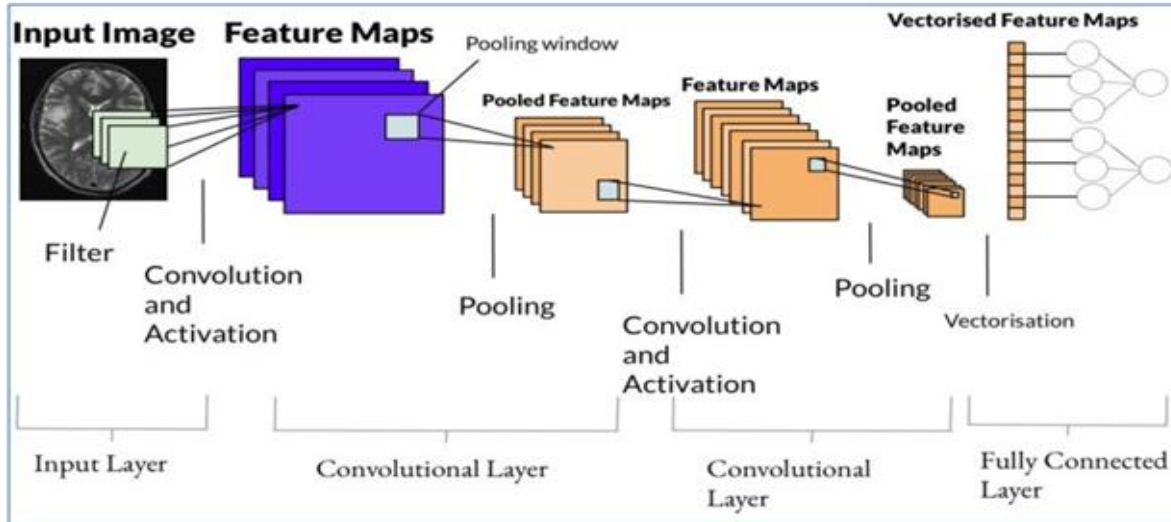 Input Image
Feature Maps
Pooling window
Pooled Feature Maps
Feature Maps
Pooled
Feature
Maps
Vectorised Feature Maps
Filter
Convolution
and
Activation
Pooling
Convolution
and
Activation
Pooling
Vectorisation
Input Layer
Convolutional Layer
Convolutional
Layer
Fully Connected
Layer